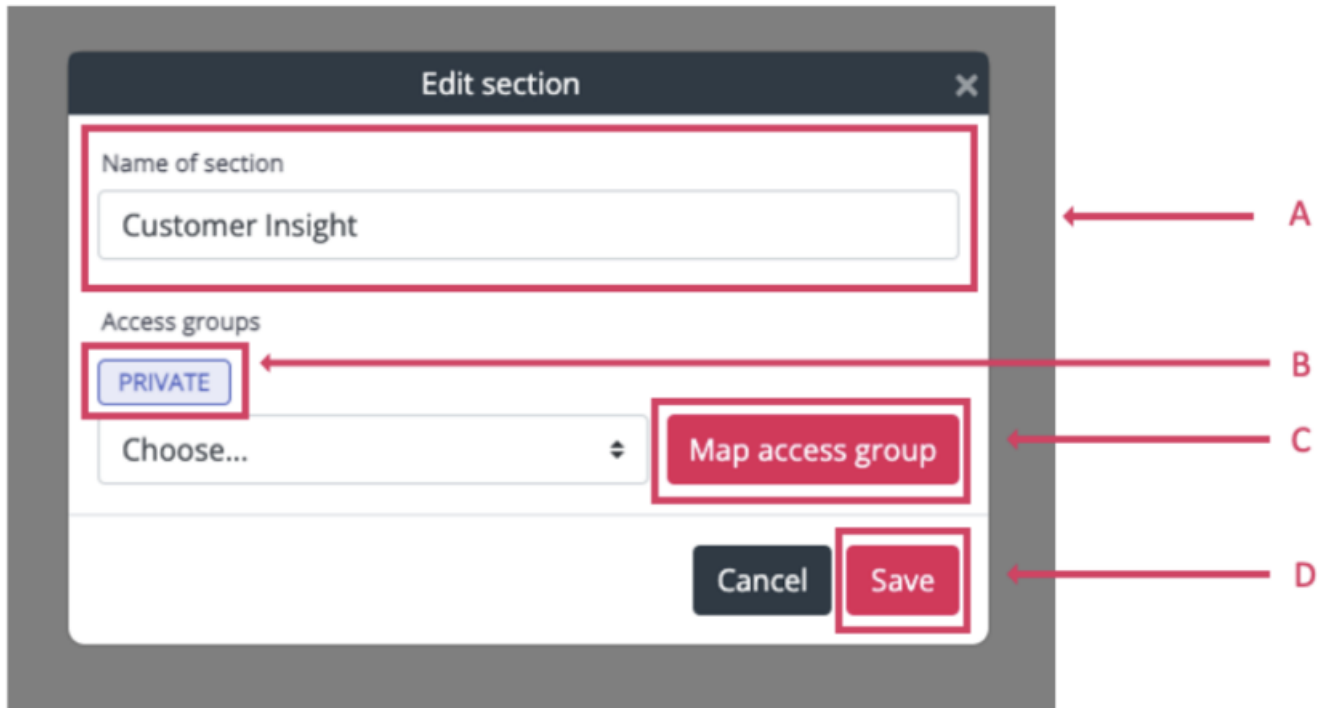 Edit section ×
Name of section
Customer Insight
A
Access groups
PRIVATE
B
Choose...
Map access group
C
Cancel
Save
D